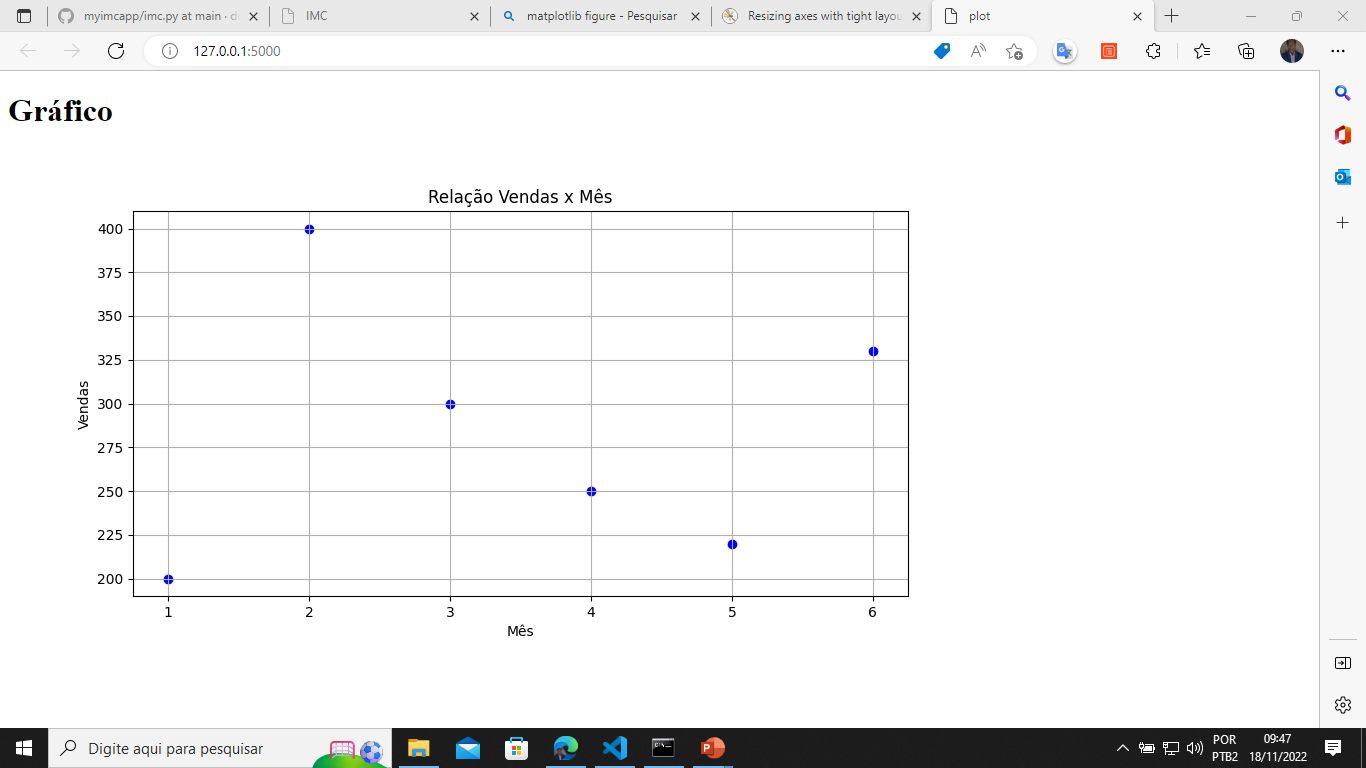 myimcapp/imc.py at main · d
IMC
matplotlib figure - Pesquisar
Resizing axes with tight layou
plot
127.0.0.1:5000
Gráfico
Relação Vendas x Mês
400
375
350
325
300
275
250
225
200
Vendas
1 2 3 4 5 6
Mês
Digite aqui para pesquisar
POR
PTB2
09:47
18/11/2022